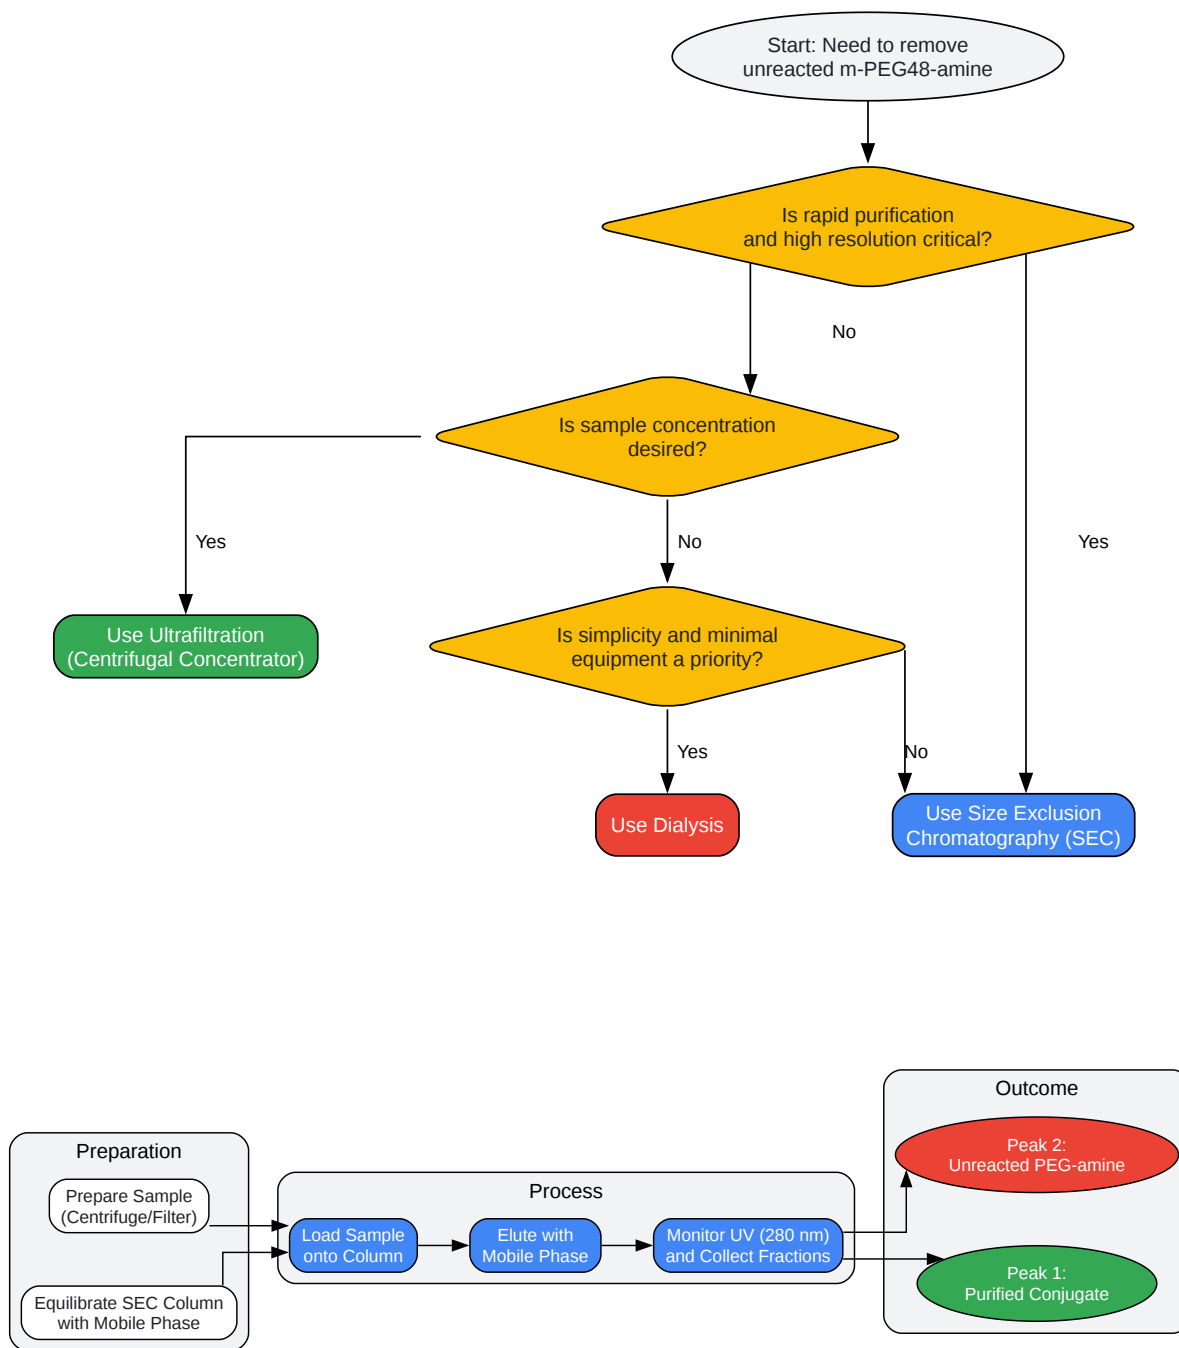 Start: Need to remove
unreacted m-PEG48-amine
Is rapid purification
and high resolution critical?
No
Is sample concentration
desired?
Yes
No
Yes
Use Ultrafiltration
(Centrifugal Concentrator)
Is simplicity and minimal
equipment a priority?
Yes
No
Use Dialysis
Use Size Exclusion
Chromatography (SEC)
Preparation
Prepare Sample
(Centrifuge/Filter)
Equilibrate SEC Column
with Mobile Phase
Process
Load Sample
onto Column
Elute with
Mobile Phase
Monitor UV (280 nm)
and Collect Fractions
Outcome
Peak 2:
Unreacted PEG-amine
Peak 1:
Purified Conjugate